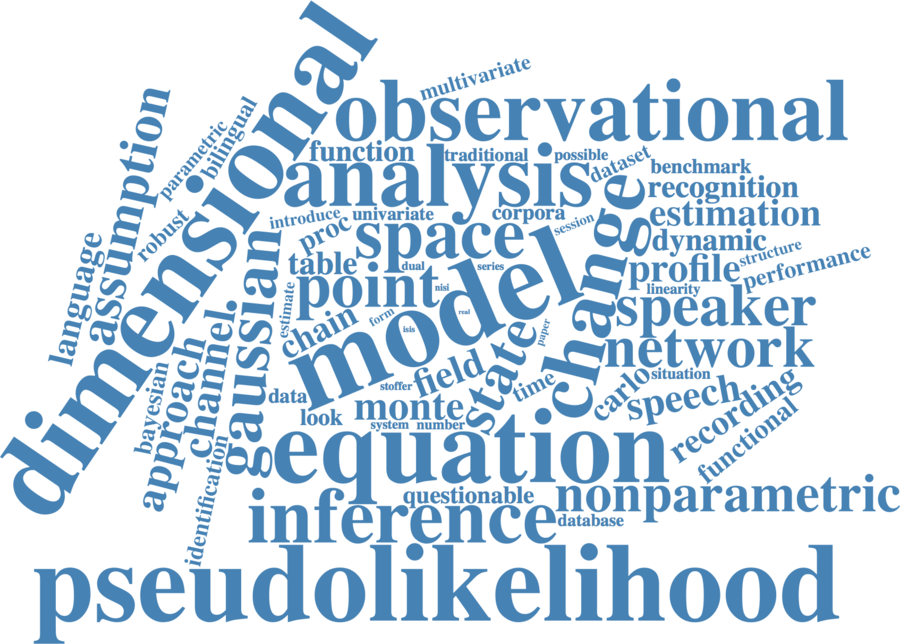 dimensional
multivariate
observational
assumption
parametric
bilingual
function
traditional
possible
dataset
analysis
benchmark
recognition
robust
introduce
univariate
corpora
session
estimation
language
proc
space
change
dynamic
structure
gaussian
table
dual
series
profile
performance
point
nisi
model
linearity
estimate
chain
form
isis
real
paper
speaker
channel.
approach
bayesian
network
field
state
stoffer
time
carlo
situation
data
look
monte
speech
recording
system
number
functional
identification
equation
questionable
nonparametric
inference
database
pseudolikelihood